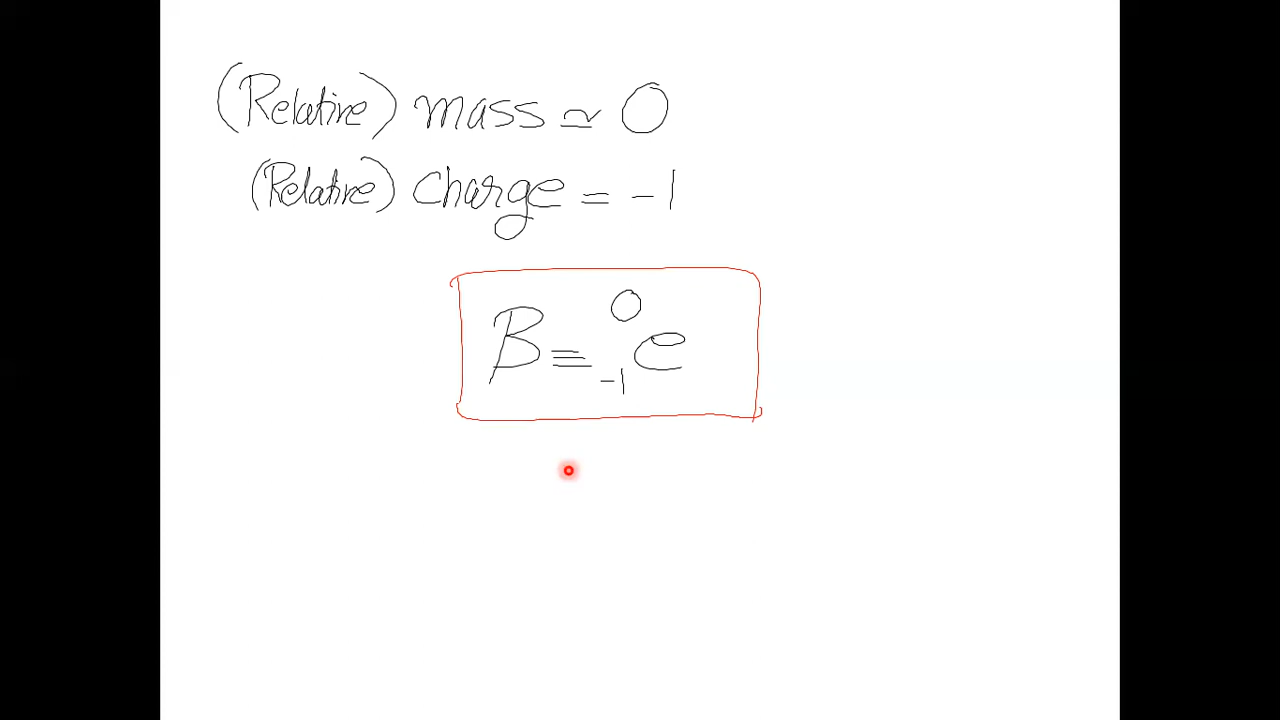 (Relative) mass ≃ 0
(Relative) charge = -1
β ≡ ⁰₋₁e